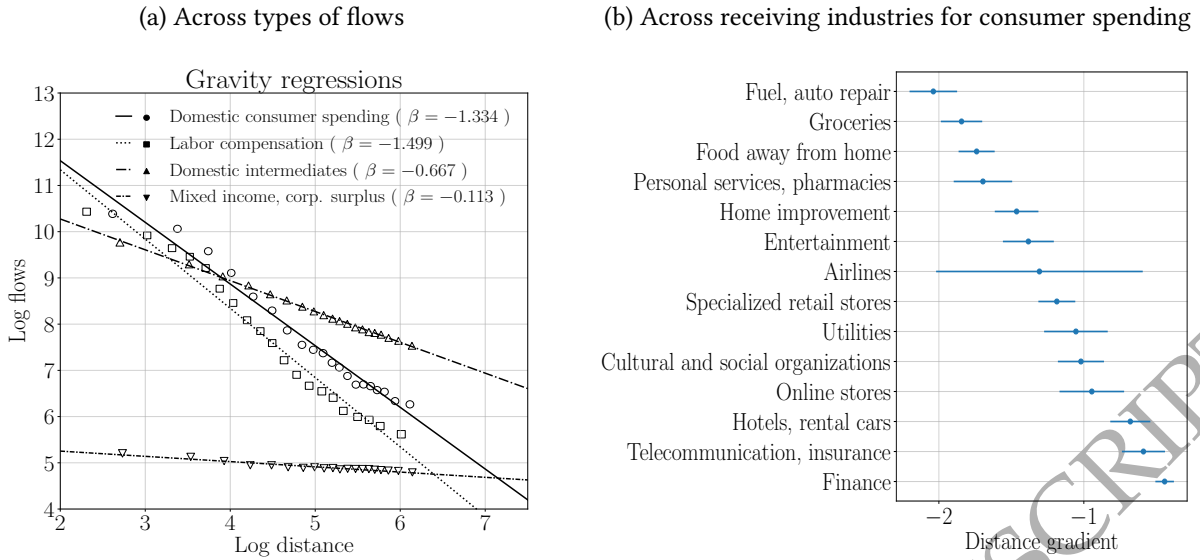 (a) Across types of flows
(b) Across receiving industries for consumer spending
Gravity regressions
13
12
11
10
9
8
7
6
5
4
Log flows
Domestic consumer spending ( β = −1.334 )
Labor compensation ( β = −1.499 )
Domestic intermediates ( β = −0.667 )
Mixed income, corp. surplus ( β = −0.113 )
2 3 4 5 6 7
Log distance
Fuel, auto repair
Groceries
Food away from home
Personal services, pharmacies
Home improvement
Entertainment
Airlines
Specialized retail stores
Utilities
Cultural and social organizations
Online stores
Hotels, rental cars
Telecommunication, insurance
Finance
−2 −1
Distance gradient
SCRIPT